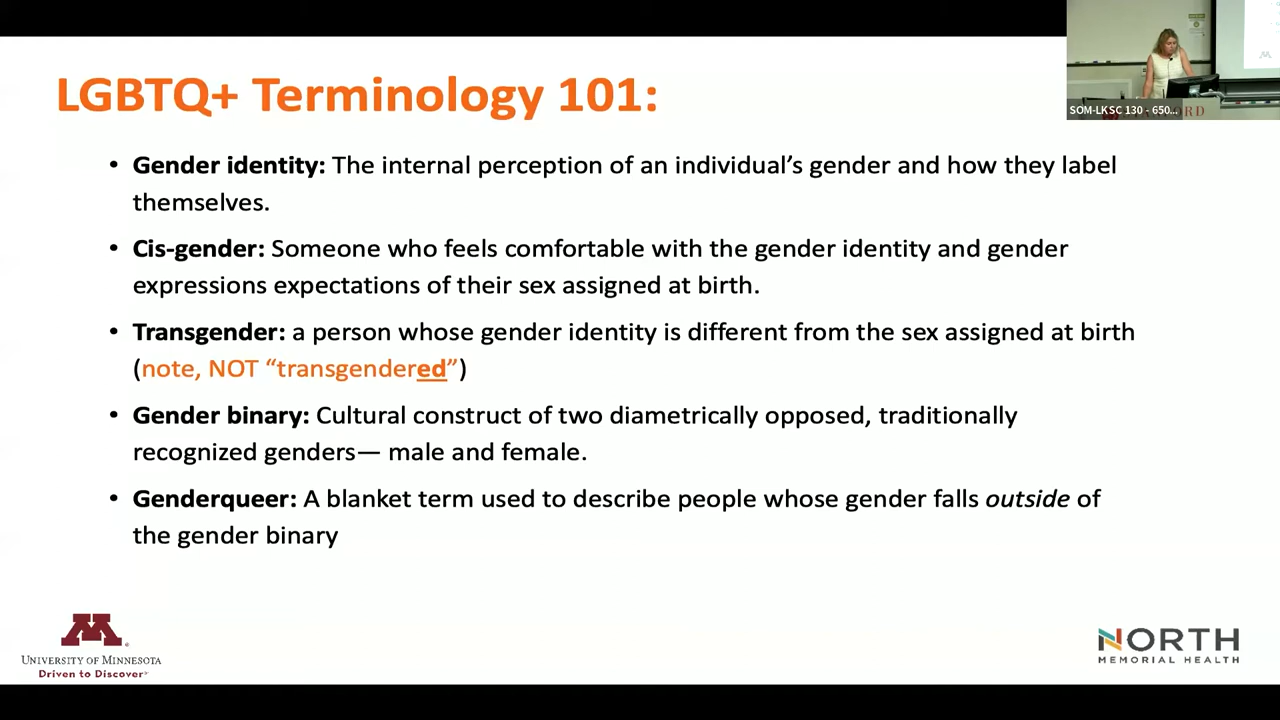 LGBTQ+ Terminology 101:
• Gender identity: The internal perception of an individual’s gender and how they label
themselves.
• Cis-gender: Someone who feels comfortable with the gender identity and gender
expressions expectations of their sex assigned at birth.
• Transgender: a person whose gender identity is different from the sex assigned at birth
(note, NOT “transgendered”)
• Gender binary: Cultural construct of two diametrically opposed, traditionally
recognized genders— male and female.
• Genderqueer: A blanket term used to describe people whose gender falls outside of
the gender binary
SOM-LKSC 130 - 650...
UNIVERSITY OF MINNESOTA
Driven to Discover
NORTH
MEMORIAL HEALTH